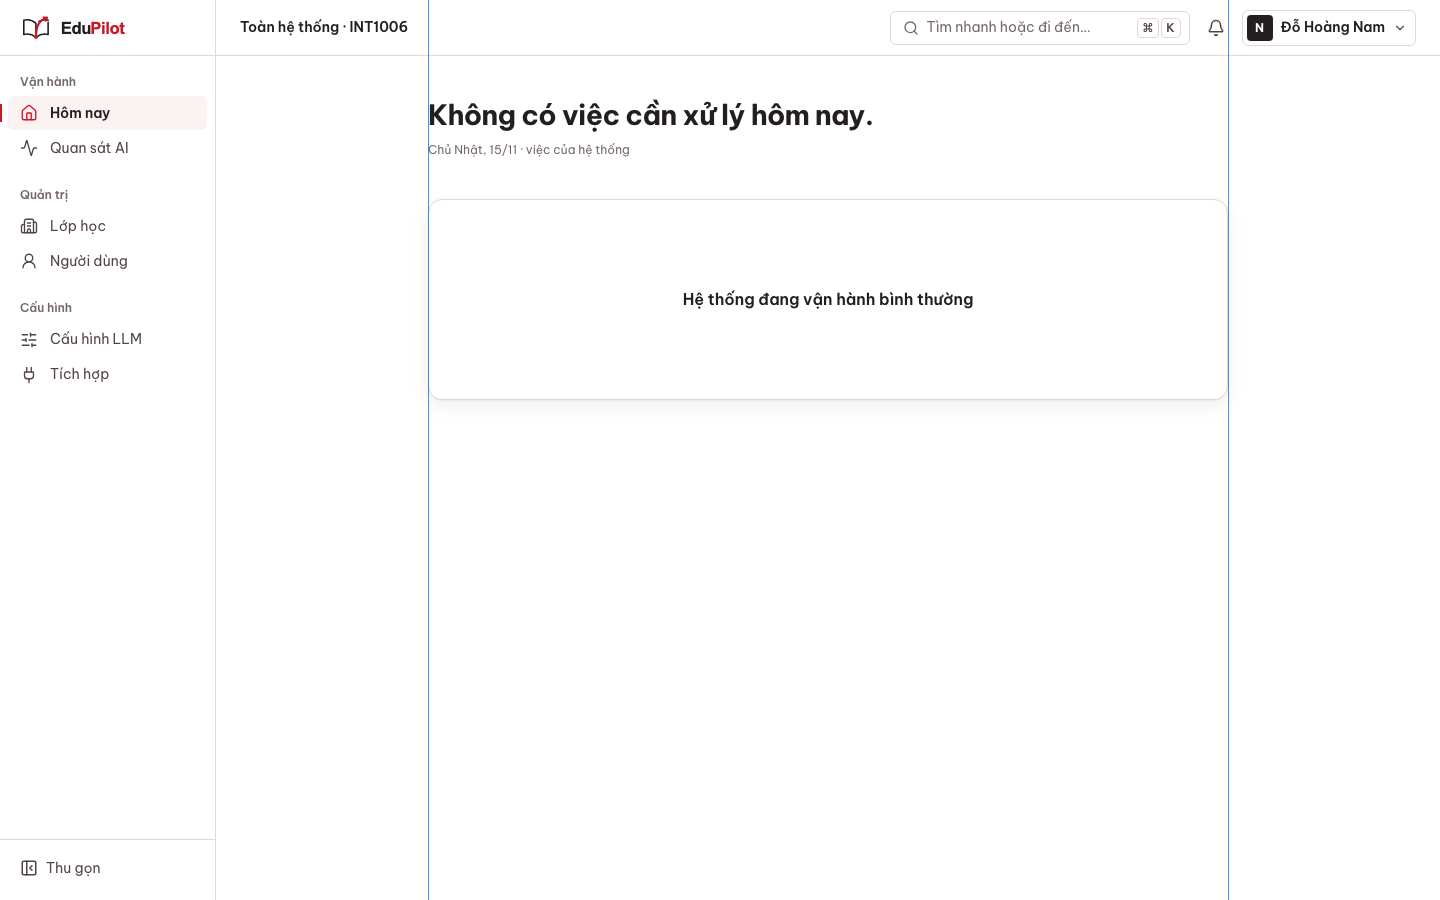 EduPilot
Toàn hệ thống · INT1006
Tìm nhanh hoặc đi đến...
⌘ K
N
Đỗ Hoàng Nam
Vận hành
Hôm nay
Quan sát AI
Quản trị
Lớp học
Người dùng
Cấu hình
Cấu hình LLM
Tích hợp
Thu gọn
Không có việc cần xử lý hôm nay.
Chủ Nhật, 15/11 · việc của hệ thống
Hệ thống đang vận hành bình thường